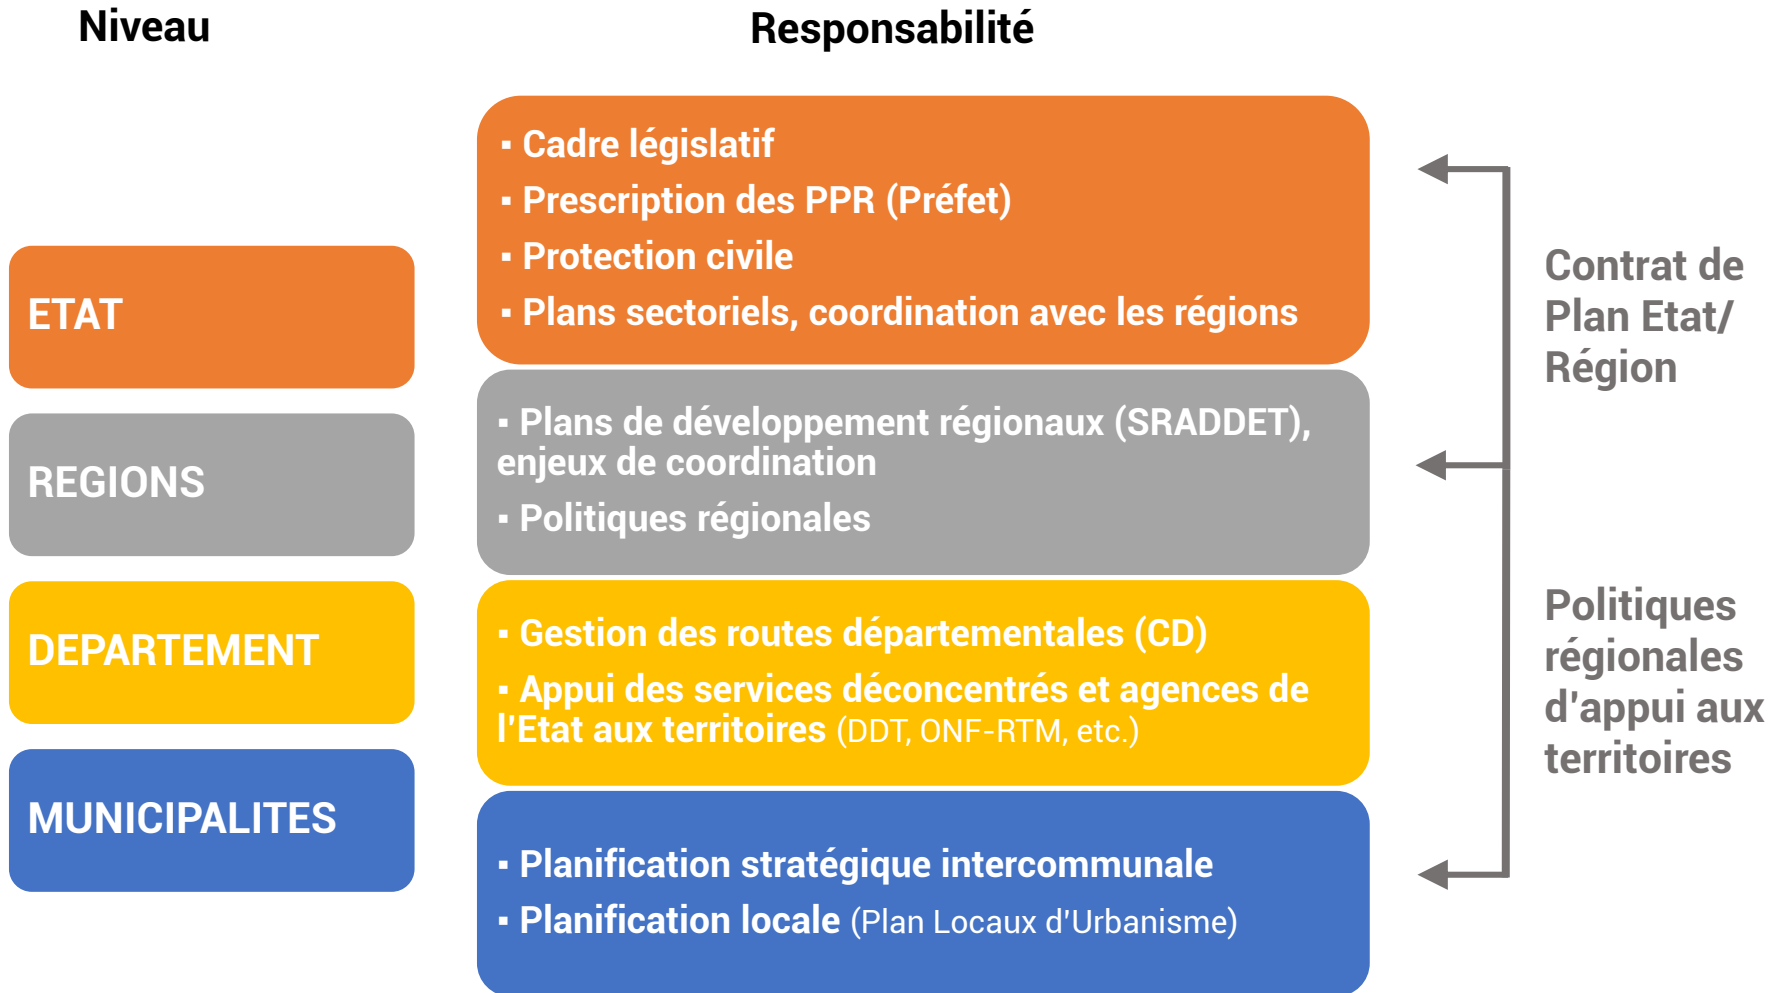 Niveau
Responsabilité
ETAT
▪ Cadre législatif
▪ Prescription des PPR (Préfet)
▪ Protection civile
▪ Plans sectoriels, coordination avec les régions
REGIONS
▪ Plans de développement régionaux (SRADDET),
enjeux de coordination
▪ Politiques régionales
DEPARTEMENT
▪ Gestion des routes départementales (CD)
▪ Appui des services déconcentrés et agences de
l'Etat aux territoires (DDT, ONF-RTM, etc.)
MUNICIPALITES
▪ Planification stratégique intercommunale
▪ Planification locale (Plan Locaux d'Urbanisme)
Contrat de
Plan Etat/
Région
Politiques
régionales
d'appui aux
territoires